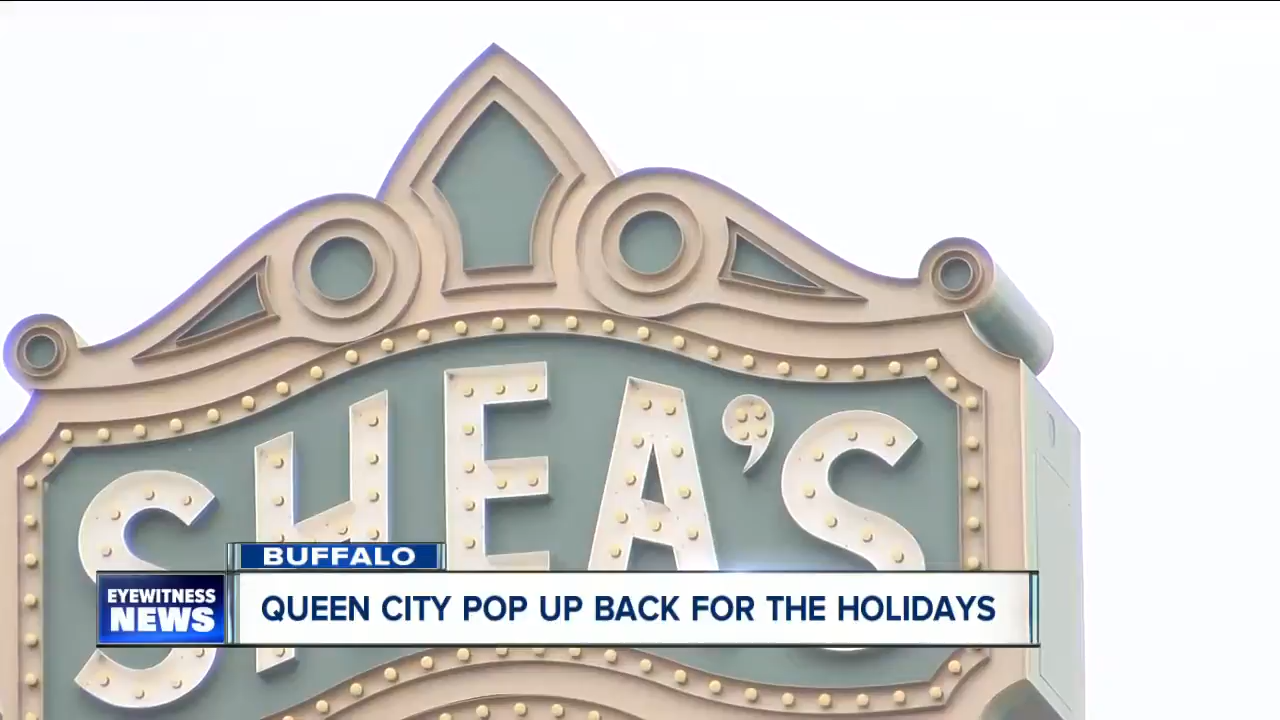 SHEA'S
BUFFALO
EYEWITNESS
NEWS
QUEEN CITY POP UP BACK FOR THE HOLIDAYS